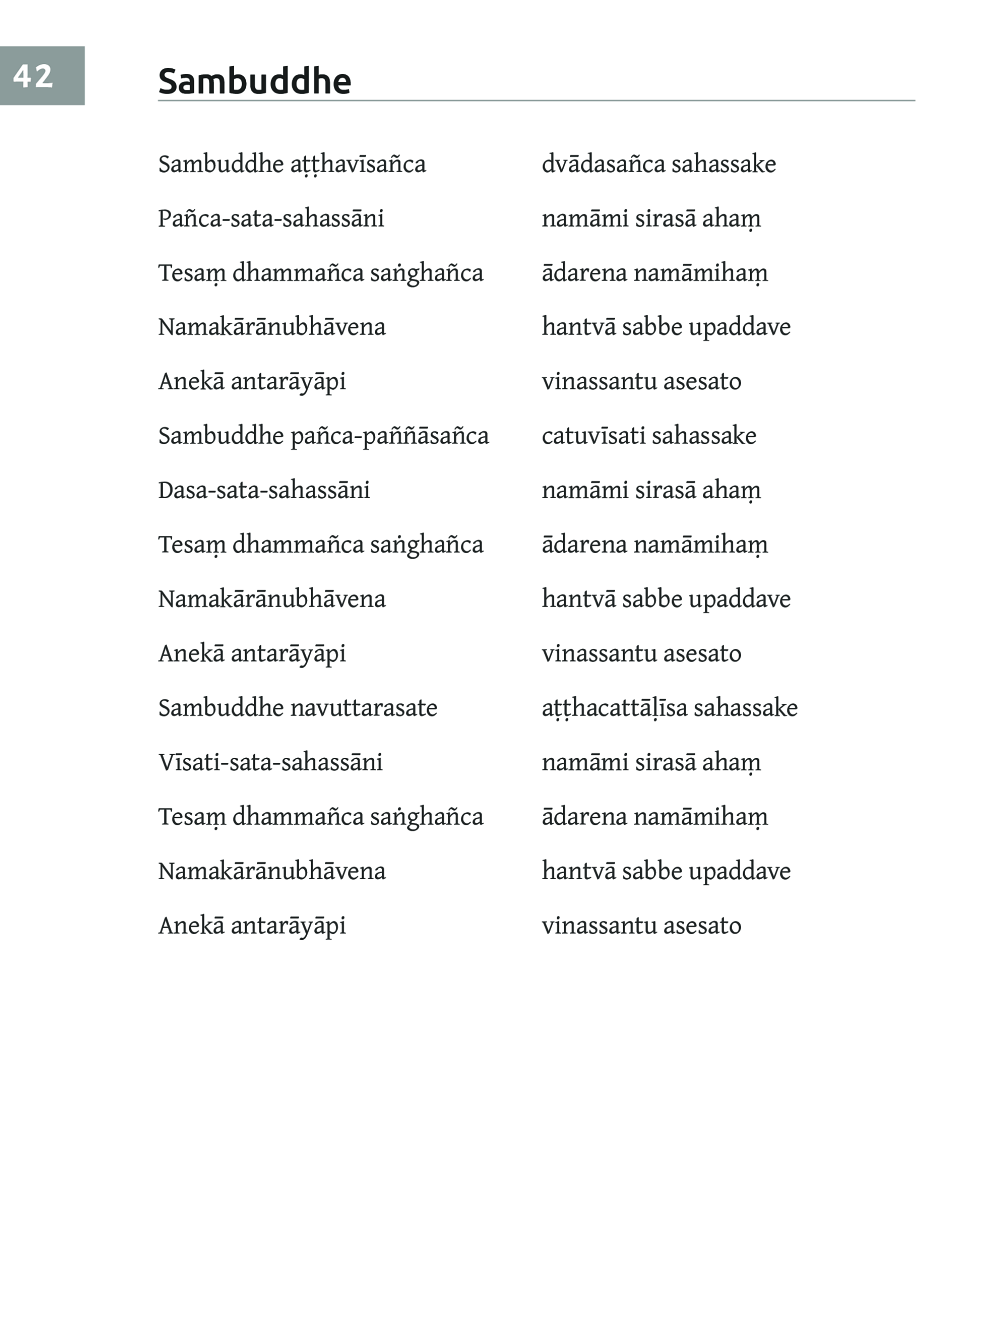 42
Sambuddhe
Sambuddhe aṭṭhavīsañca dvādasañca sahassake
Pañca-sata-sahassāni namāmi sirasā ahaṃ
Tesaṃ dhammañca saṅghañca ādarena namāmihaṃ
Namakārānubhāvena hantvā sabbe upaddave
Anekā antarāyāpi vinassantu asesato
Sambuddhe pañca-paññāsañca catuvīsati sahassake
Dasa-sata-sahassāni namāmi sirasā ahaṃ
Tesaṃ dhammañca saṅghañca ādarena namāmihaṃ
Namakārānubhāvena hantvā sabbe upaddave
Anekā antarāyāpi vinassantu asesato
Sambuddhe navuttarasate aṭṭhacattāḷīsa sahassake
Vīsati-sata-sahassāni namāmi sirasā ahaṃ
Tesaṃ dhammañca saṅghañca ādarena namāmihaṃ
Namakārānubhāvena hantvā sabbe upaddave
Anekā antarāyāpi vinassantu asesato